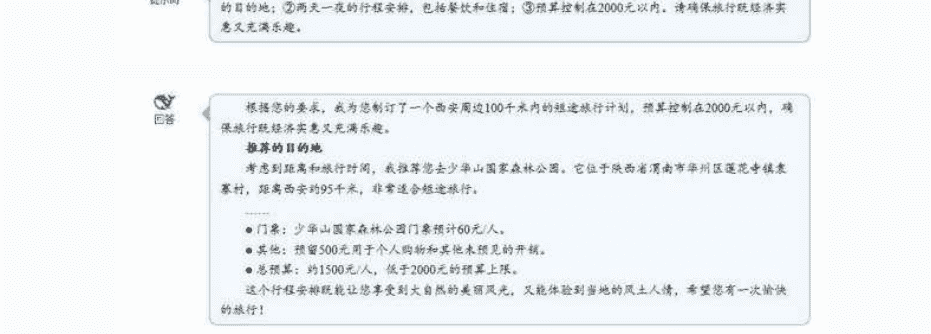 的目的地；②两天一夜的行程安排，包括餐饮和住宿；③预算控制在2000元以内。请确保旅行既经济实
惠又充满乐趣。
回答
根据您的要求，我为您制订了一个西安周边100千米内的短途旅行计划，预算控制在2000元以内，确
保旅行既经济实惠又充满乐趣。
推荐的目的地
考虑到距离和旅行时间，我推荐您去少华山国家森林公园。它位于陕西省渭南市华州区莲花寺镇袁
寨村，距离西安约95千米，非常适合短途旅行。
……
● 门票：少华山国家森林公园门票预计60元/人。
● 其他：预留500元用于个人购物和其他未预见的开销。
● 总预算：约1500元/人，低于2000元的预算上限。
这个行程安排既能让您享受到大自然的美丽风光，又能体验到当地的风土人情，希望您有一次愉快
的旅行！